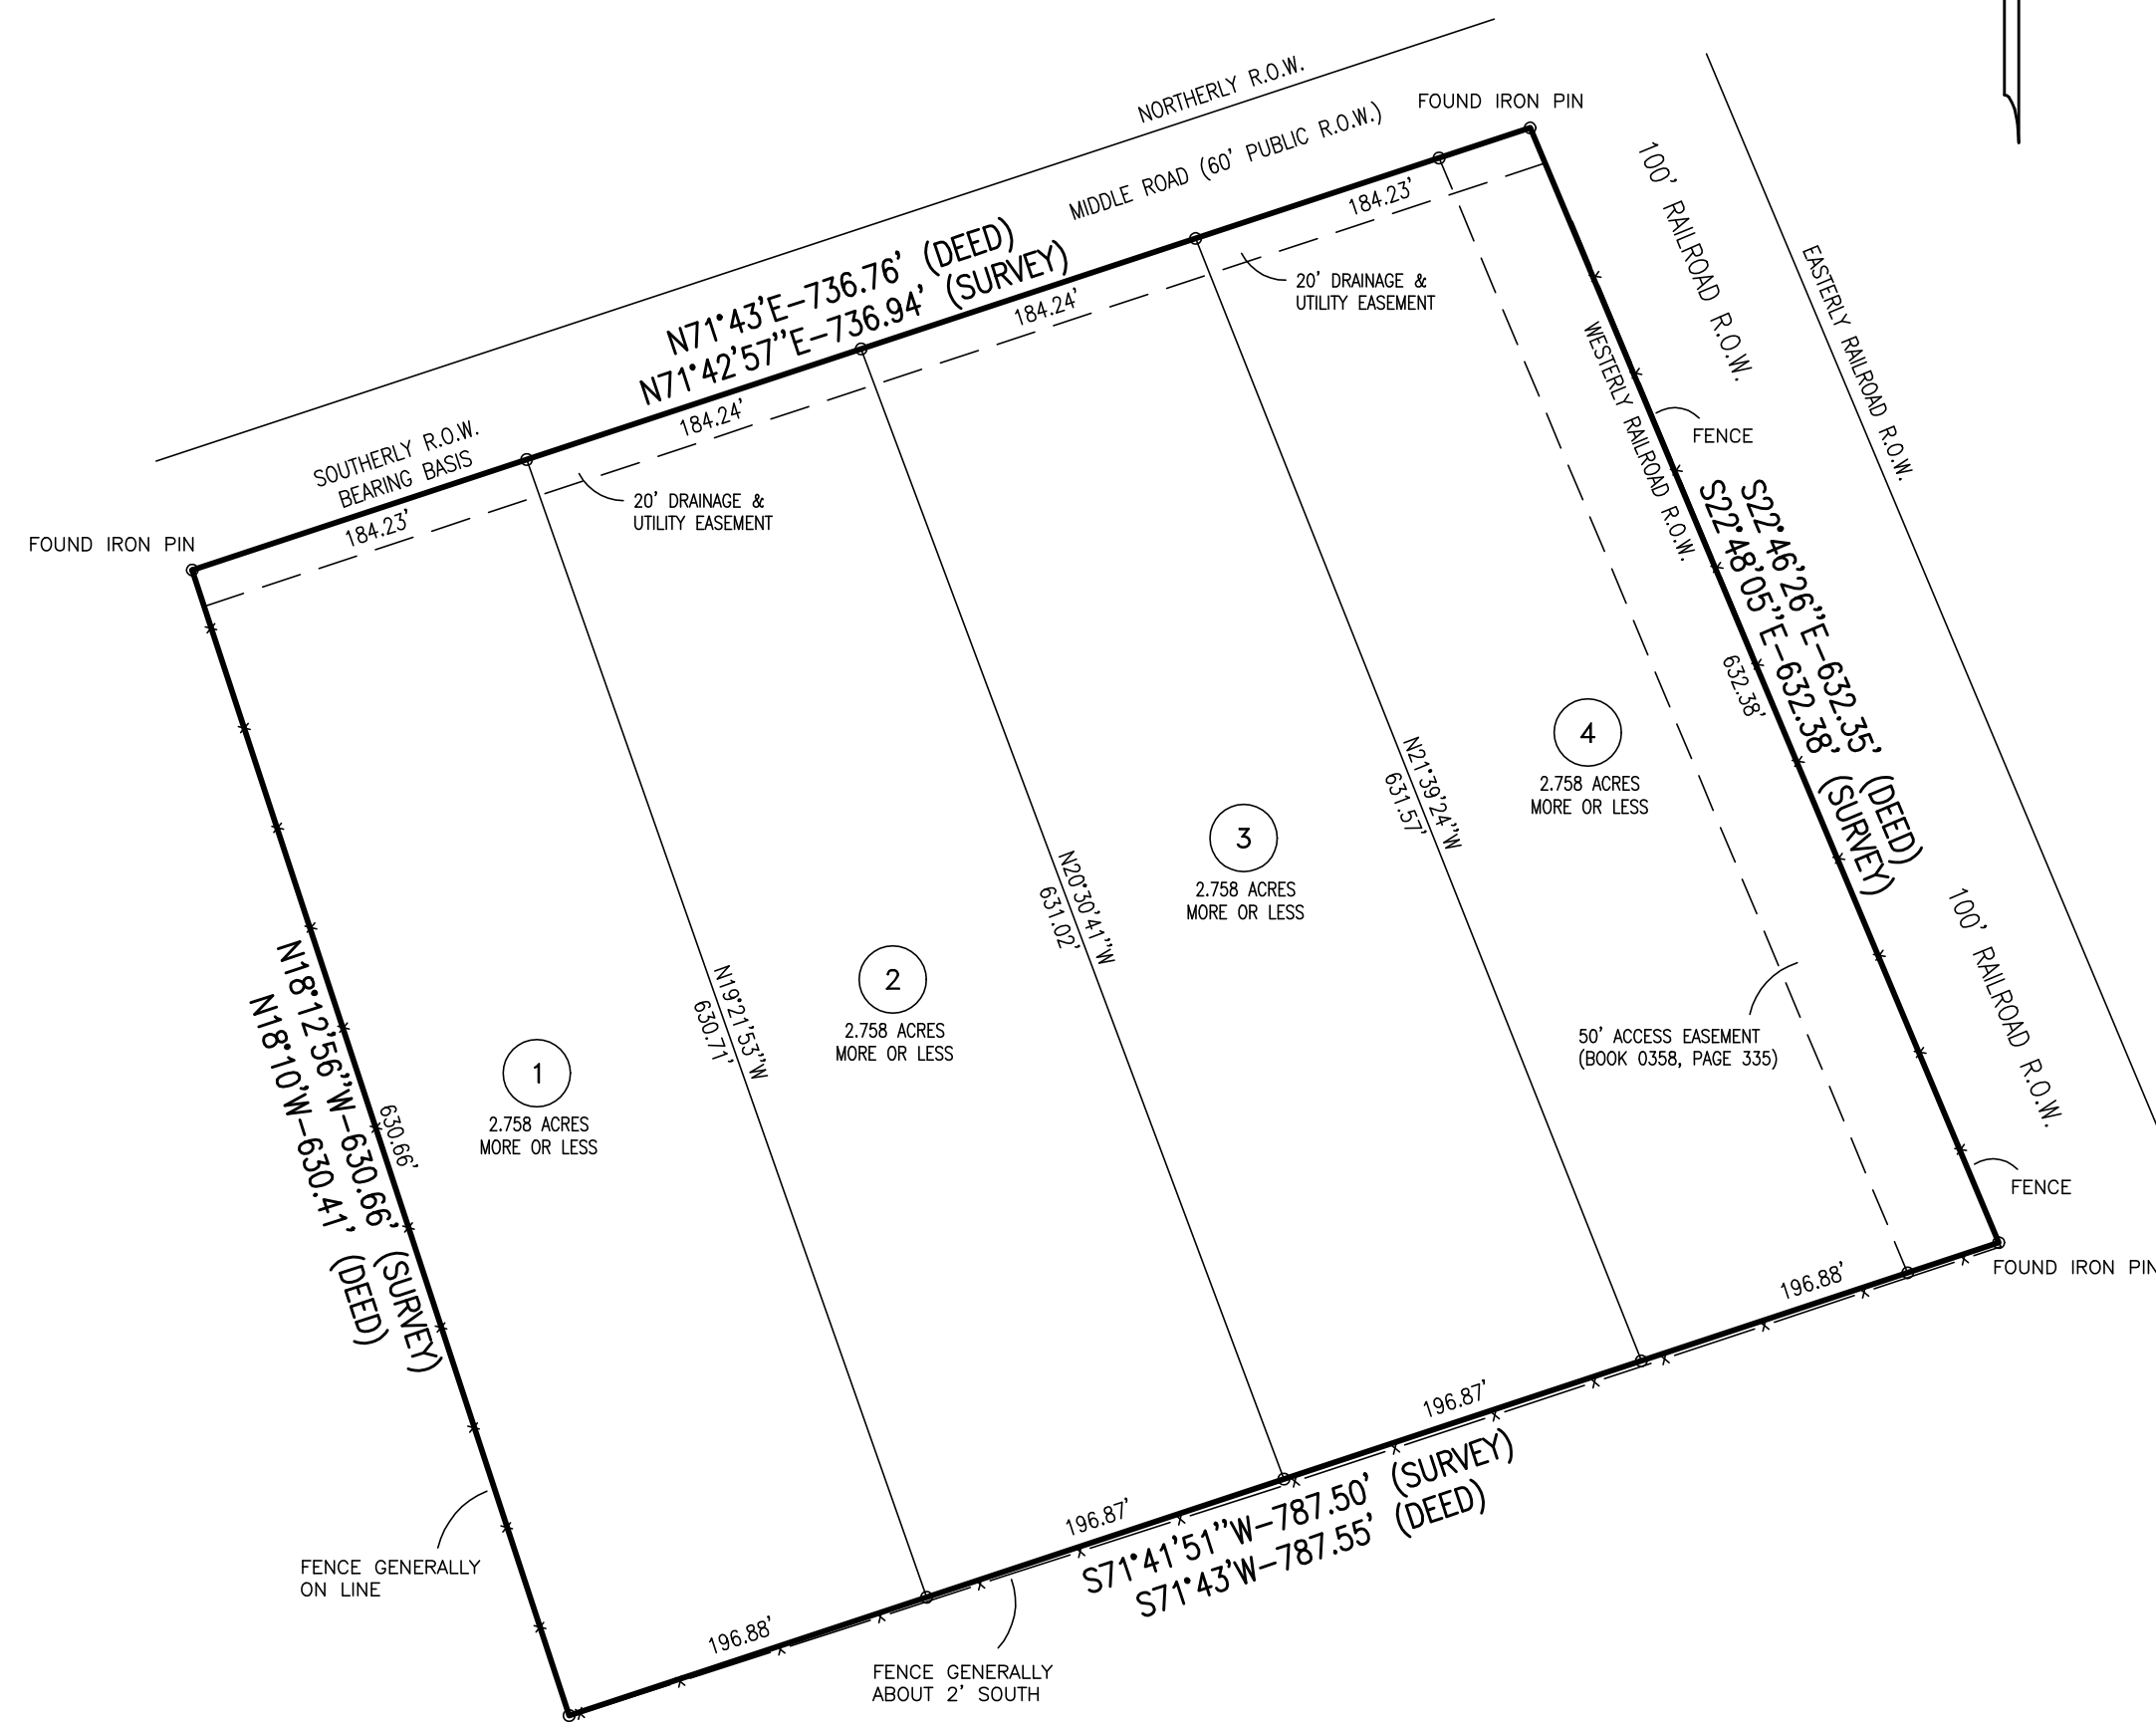 NORTHERLY R.O.W.
FOUND IRON PIN
MIDDLE ROAD (60' PUBLIC R.O.W.)
184.23'
100' RAILROAD R.O.W.
EASTERLY RAILROAD R.O.W.
N71°43'E-736.76' (DEED)
N71°42'57"E-736.94' (SURVEY)
184.24'
20' DRAINAGE &
UTILITY EASEMENT
WESTERLY RAILROAD R.O.W.
FENCE
SOUTHERLY R.O.W.
BEARING BASIS
184.24'
184.23'
20' DRAINAGE &
UTILITY EASEMENT
FOUND IRON PIN
S22°46'26"E-632.35' (DEED)
S22°48'05"E-632.38' (SURVEY)
632.38'
4
2.758 ACRES
MORE OR LESS
N21°39'24"W
631.57'
3
2.758 ACRES
MORE OR LESS
N20°30'41"W
631.02'
2
2.758 ACRES
MORE OR LESS
N19°21'53"W
630.71'
1
2.758 ACRES
MORE OR LESS
50' ACCESS EASEMENT
(BOOK 0358, PAGE 335)
100' RAILROAD R.O.W.
FENCE
N18°12'56"W-630.66' (SURVEY)
N18°10'W-630.41' (DEED)
630.66'
FOUND IRON PIN
196.88'
196.87'
196.87'
196.88'
S71°41'51"W-787.50' (SURVEY)
S71°43'W-787.55' (DEED)
FENCE GENERALLY
ON LINE
FENCE GENERALLY
ABOUT 2' SOUTH